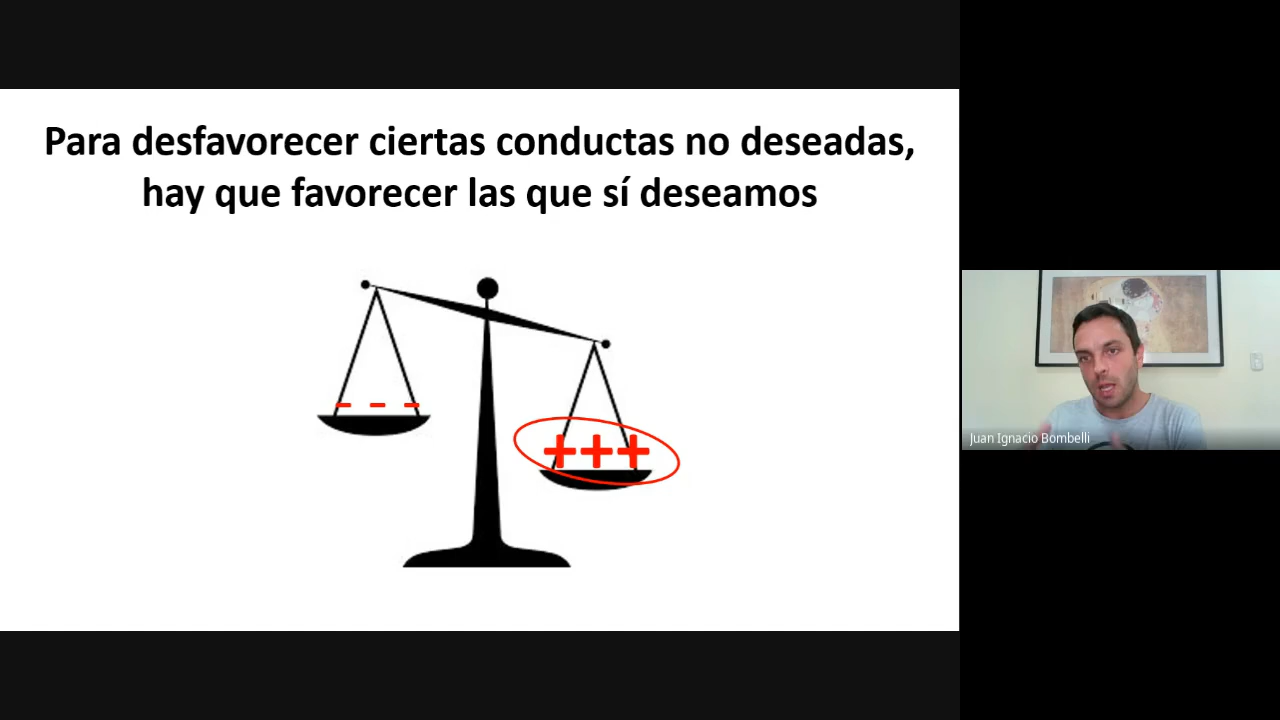 Para desfavorecer ciertas conductas no deseadas,
hay que favorecer las que sí deseamos
- - -
+++
Juan Ignacio Bombelli